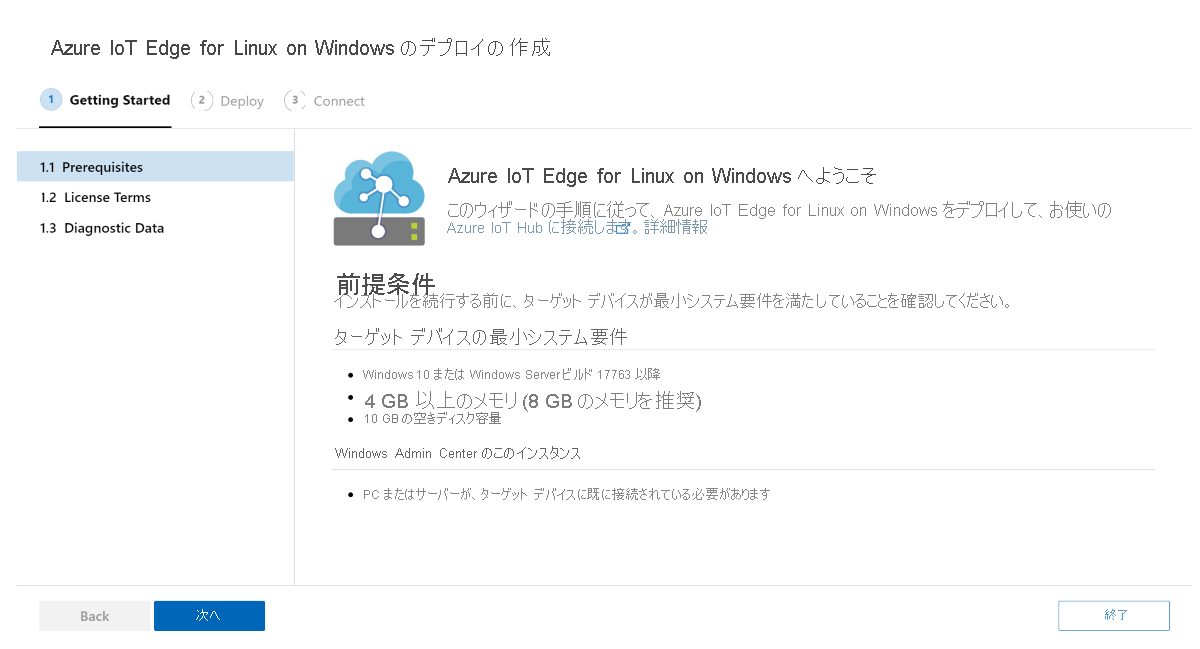 Azure IoT Edge for Linux on Windows のデプロイの作成
1 Getting Started 2 Deploy 3 Connect
1.1 Prerequisites
1.2 License Terms
1.3 Diagnostic Data
Azure IoT Edge for Linux on Windows へようこそ
このウィザードの手順に従って、Azure IoT Edge for Linux on Windows をデプロイして、お使いの
Azure IoT Hub に接続します。詳細情報
前提条件
インストールを続行する前に、ターゲット デバイスが最小システム要件を満たしていることを確認してください。
ターゲット デバイスの最小システム要件
Windows 10 または Windows Server ビルド 17763 以降
4 GB 以上のメモリ (8 GB のメモリを推奨)
10 GB の空きディスク容量
Windows Admin Center のこのインスタンス
PC またはサーバーが、ターゲット デバイスに既に接続されている必要があります
Back 次へ 終了